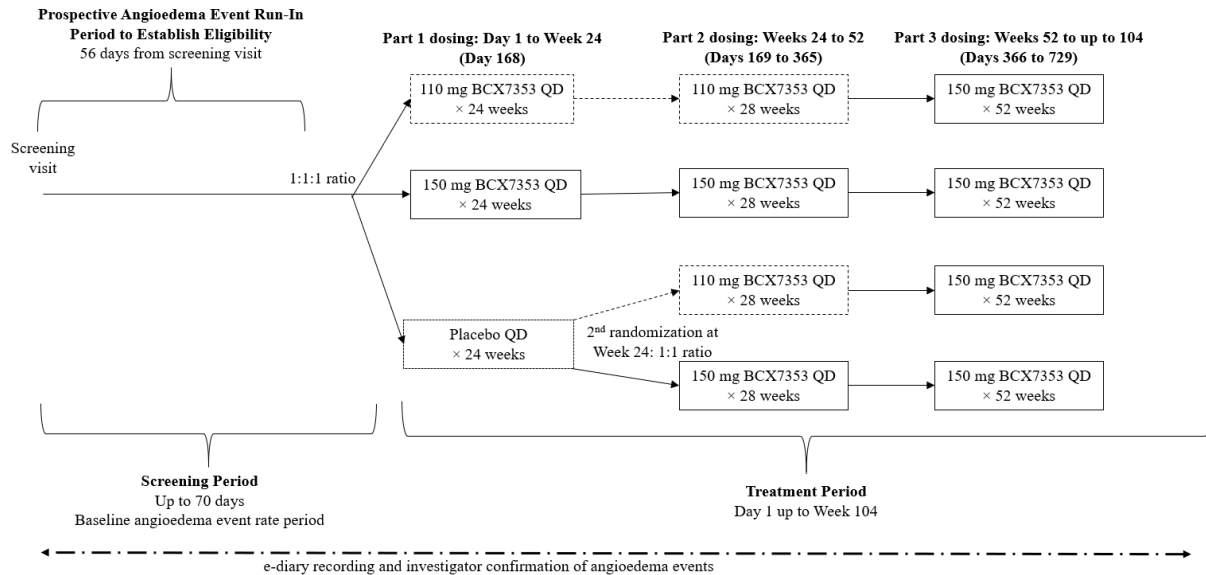 Prospective Angioedema Event Run-In
Period to Establish Eligibility
56 days from screening visit
Part 1 dosing: Day 1 to Week 24
(Day 168)
Part 2 dosing: Weeks 24 to 52
(Days 169 to 365)
Part 3 dosing: Weeks 52 to up to 104
(Days 366 to 729)
110 mg BCX7353 QD
× 24 weeks
110 mg BCX7353 QD
× 28 weeks
150 mg BCX7353 QD
× 52 weeks
Screening
visit
1:1:1 ratio
150 mg BCX7353 QD
× 24 weeks
150 mg BCX7353 QD
× 28 weeks
150 mg BCX7353 QD
× 52 weeks
110 mg BCX7353 QD
× 28 weeks
150 mg BCX7353 QD
× 52 weeks
Placebo QD
× 24 weeks
2nd randomization at
Week 24: 1:1 ratio
150 mg BCX7353 QD
× 28 weeks
150 mg BCX7353 QD
× 52 weeks
Screening Period
Up to 70 days
Baseline angioedema event rate period
Treatment Period
Day 1 up to Week 104
e-diary recording and investigator confirmation of angioedema events